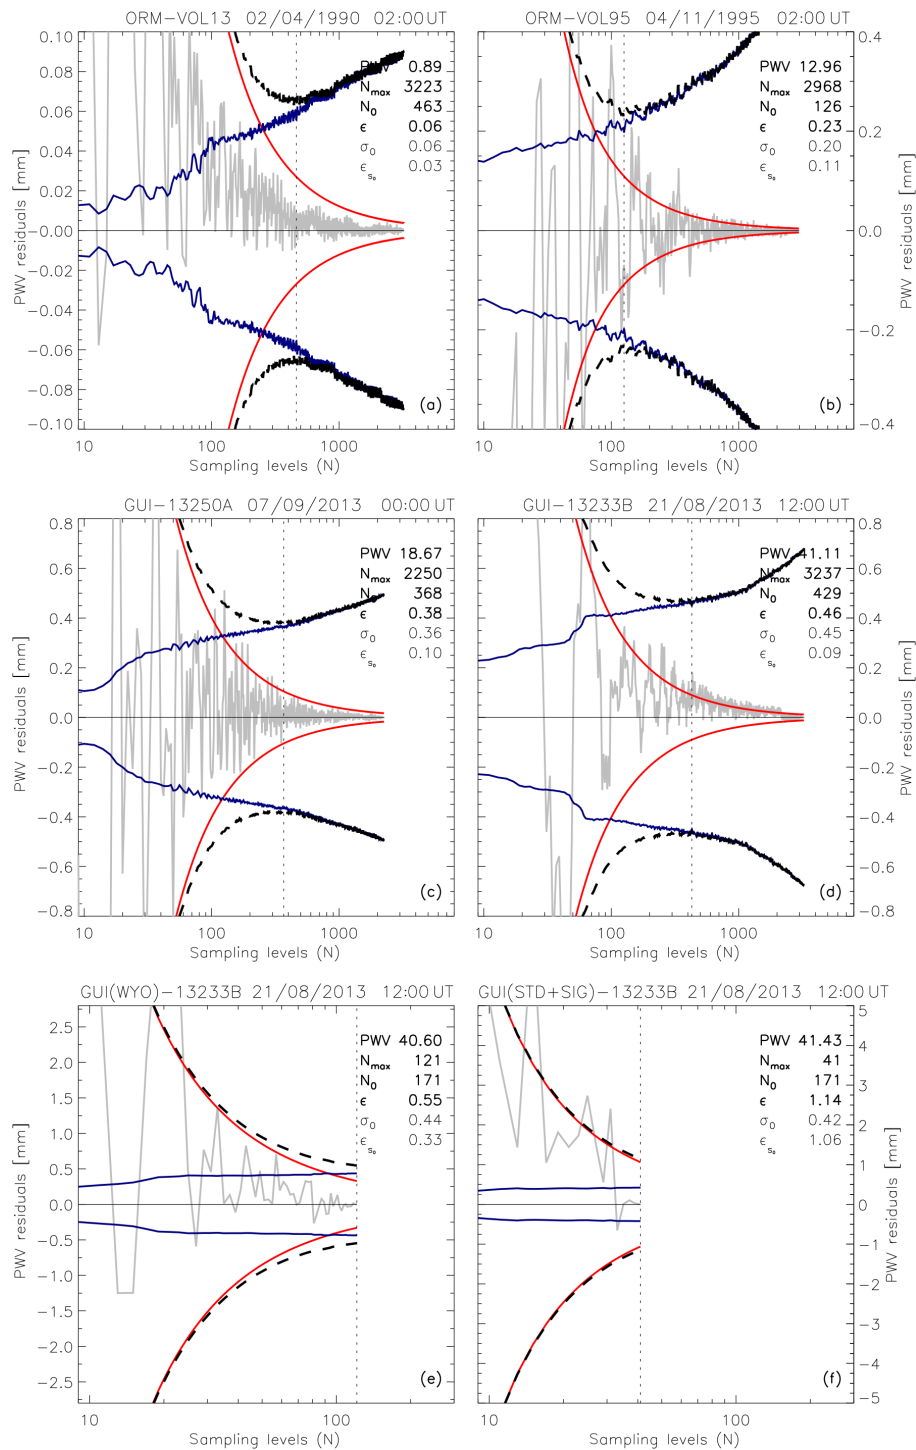 ORM-VOL13 02/04/1990 02:00 UT
PWV residuals [mm]
0.10
0.08
0.06
0.04
0.02
-0.00
-0.02
-0.04
-0.06
-0.08
-0.10
PWV 0.89
Nmax 3223
N0 463
ϵ 0.06
σ0 0.06
ϵs0 0.03
(a)
10 100 1000
Sampling levels (N)
ORM-VOL95 04/11/1995 02:00 UT
PWV 12.96
Nmax 2968
N0 126
ϵ 0.23
σ0 0.20
ϵs0 0.11
(b)
0.4
0.2
0.0
-0.2
-0.4
PWV residuals [mm]
10 100 1000
Sampling levels (N)
GUI-13250A 07/09/2013 00:00 UT
PWV residuals [mm]
0.8
0.6
0.4
0.2
0.0
-0.2
-0.4
-0.6
-0.8
PWV 18.67
Nmax 2250
N0 368
ϵ 0.38
σ0 0.36
ϵs0 0.10
(c)
10 100 1000
Sampling levels (N)
GUI-13233B 21/08/2013 12:00 UT
0.8
0.6
0.4
0.2
0.0
-0.2
-0.4
-0.6
-0.8
PWV 41.11
Nmax 3237
N0 429
ϵ 0.46
σ0 0.45
ϵs0 0.09
(d)
PWV residuals [mm]
10 100 1000
Sampling levels (N)
GUI(WYO)-13233B 21/08/2013 12:00 UT
PWV residuals [mm]
2.5
2.0
1.5
1.0
0.5
0.0
-0.5
-1.0
-1.5
-2.0
-2.5
PWV 40.60
Nmax 121
N0 171
ϵ 0.55
σ0 0.44
ϵs0 0.33
(e)
10 100
Sampling levels (N)
GUI(STD+SIG)-13233B 21/08/2013 12:00 UT
PWV 41.43
Nmax 41
N0 171
ϵ 1.14
σ0 0.42
ϵs0 1.06
(f)
5
4
3
2
1
0
-1
-2
-3
-4
-5
PWV residuals [mm]
10 100
Sampling levels (N)